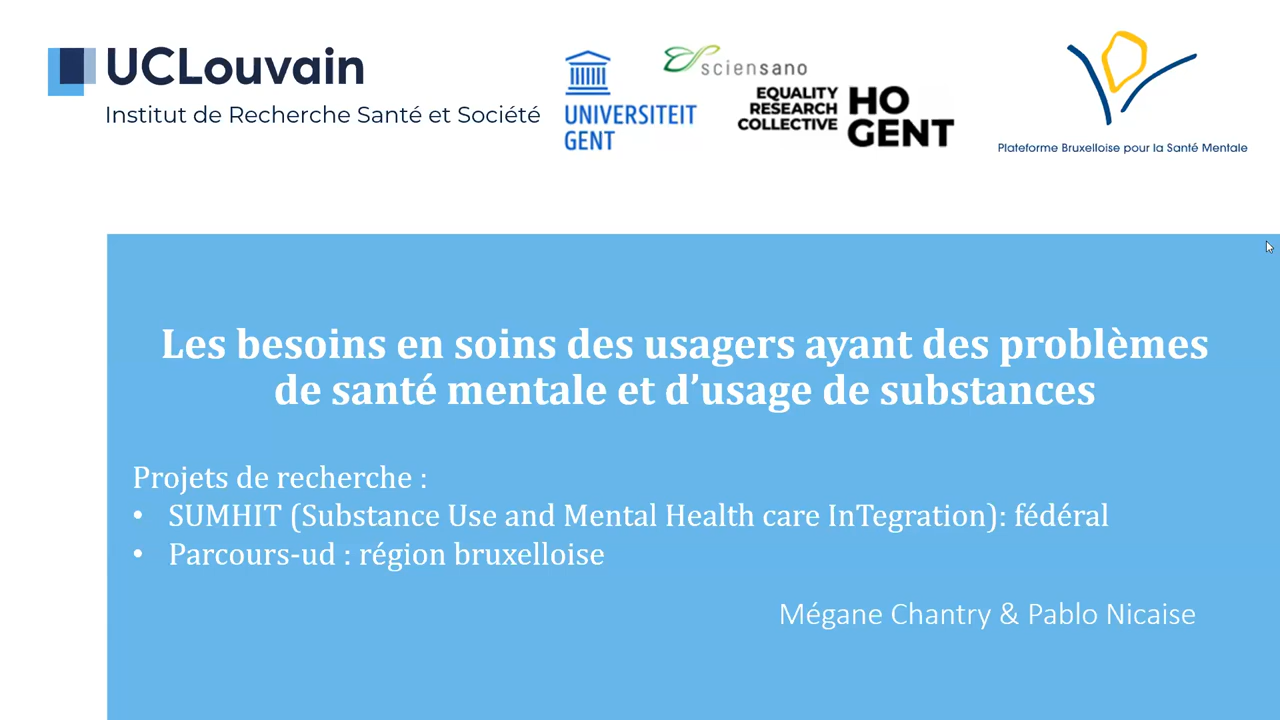 UCLouvain
Institut de Recherche Santé et Société
UNIVERSITEIT
GENT
sciensano
EQUALITY
RESEARCH
COLLECTIVE
HO
GENT
Plateforme Bruxelloise pour la Santé Mentale
Les besoins en soins des usagers ayant des problèmes
de santé mentale et d’usage de substances
Projets de recherche :
• SUMHIT (Substance Use and Mental Health care InTegration): fédéral
• Parcours-ud : région bruxelloise
Mégane Chantry & Pablo Nicaise